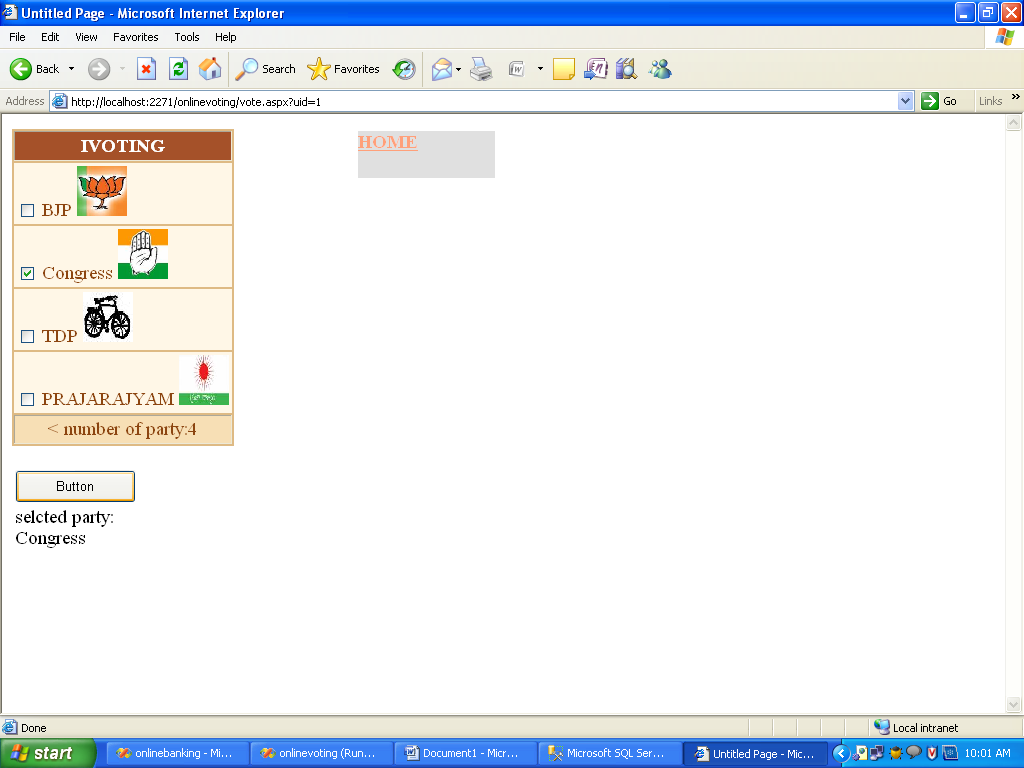 Untitled Page - Microsoft Internet Explorer
File Edit View Favorites Tools Help
Back Search Favorites
Address http://localhost:2271/onlinevoting/vote.aspx?uid=1 Go Links »
IVOTING
HOME
BJP
Congress
TDP
PRAJARAJYAM
< number of party:4
Button
selcted party:
Congress
Done Local intranet
start onlinebanking - Mi... onlinevoting (Run... Document1 - Micr... Microsoft SQL Ser... Untitled Page - Mic... 10:01 AM